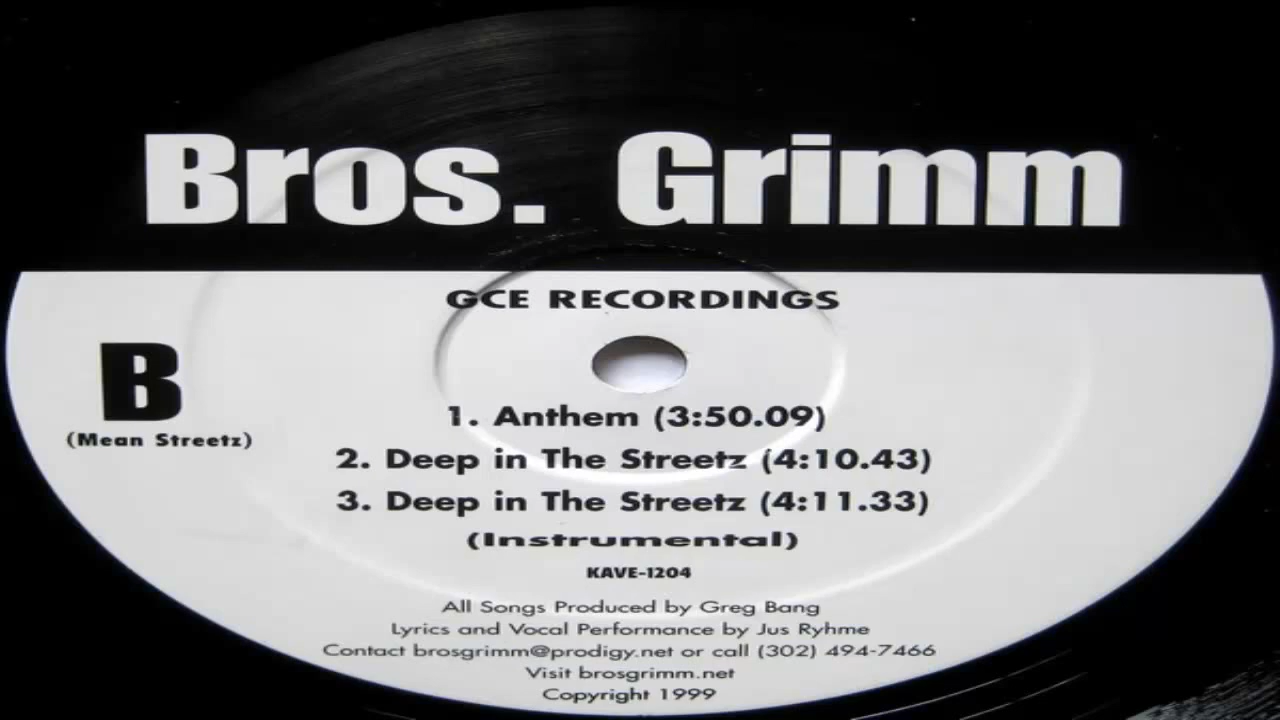 Bros. Grimm
GCE RECORDINGS
B
(Mean Streetz)
1. Anthem (3:50.09)
2. Deep in The Streetz (4:10.43)
3. Deep in The Streetz (4:11.33)
(Instrumental)
KAVE-1204
All Songs Produced by Greg Bang
Lyrics and Vocal Performance by Jus Ryhme
Contact brosgrimm@prodigy.net or call (302) 494-7466
Visit brosgrimm.net
Copyright 1999